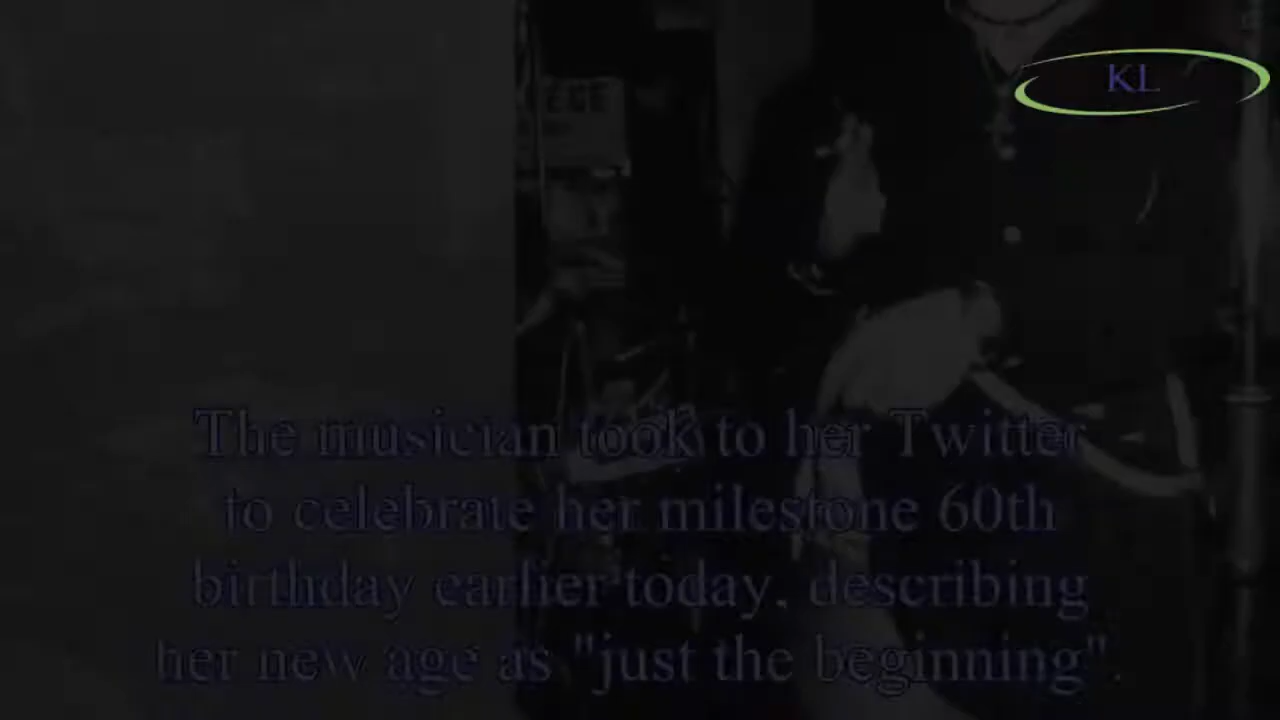 KL
The musician took to her Twitter
to celebrate her milestone 60th
birthday earlier today, describing
her new age as "just the beginning".